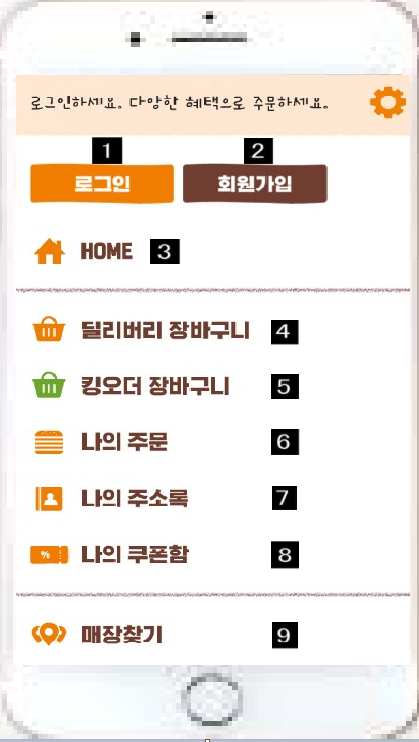 로그인하세요. 다양한 혜택으로 주문하세요.
1 2
로그인 회원가입
HOME 3
딜리버리 장바구니 4
킹오더 장바구니 5
나의 주문 6
나의 주소록 7
% 나의 쿠폰함 8
매장찾기 9